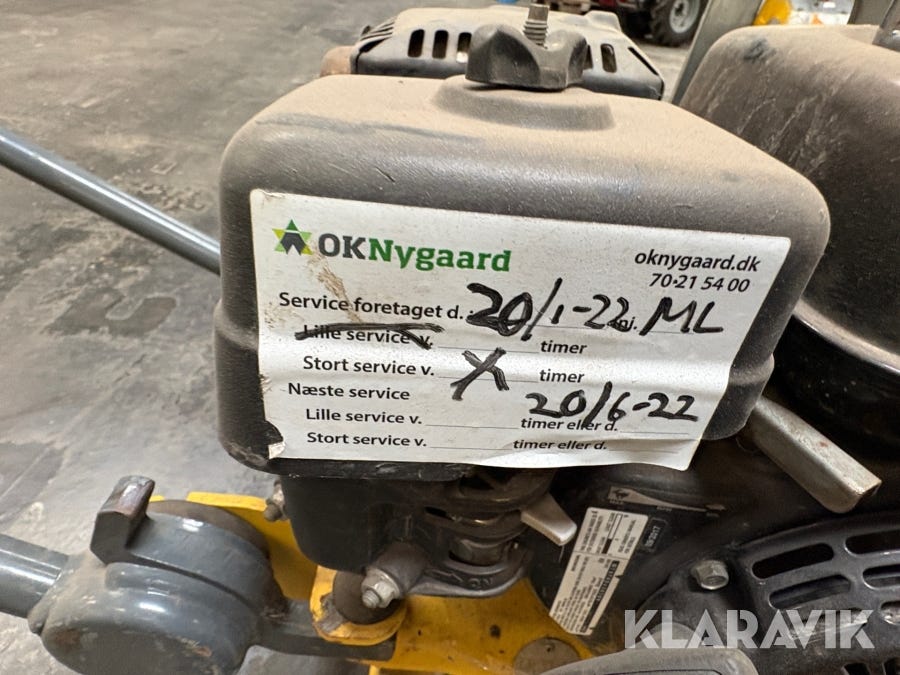 OKNygaard
oknygaard.dk
70 21 54 00
Service foretaget d. 20/1-22 ML
Lille service v. timer
Stort service v. X timer
Næste service
Lille service v. timer eller d. 20/6-22
Stort service v. timer eller d.
ON
KLARAVIK